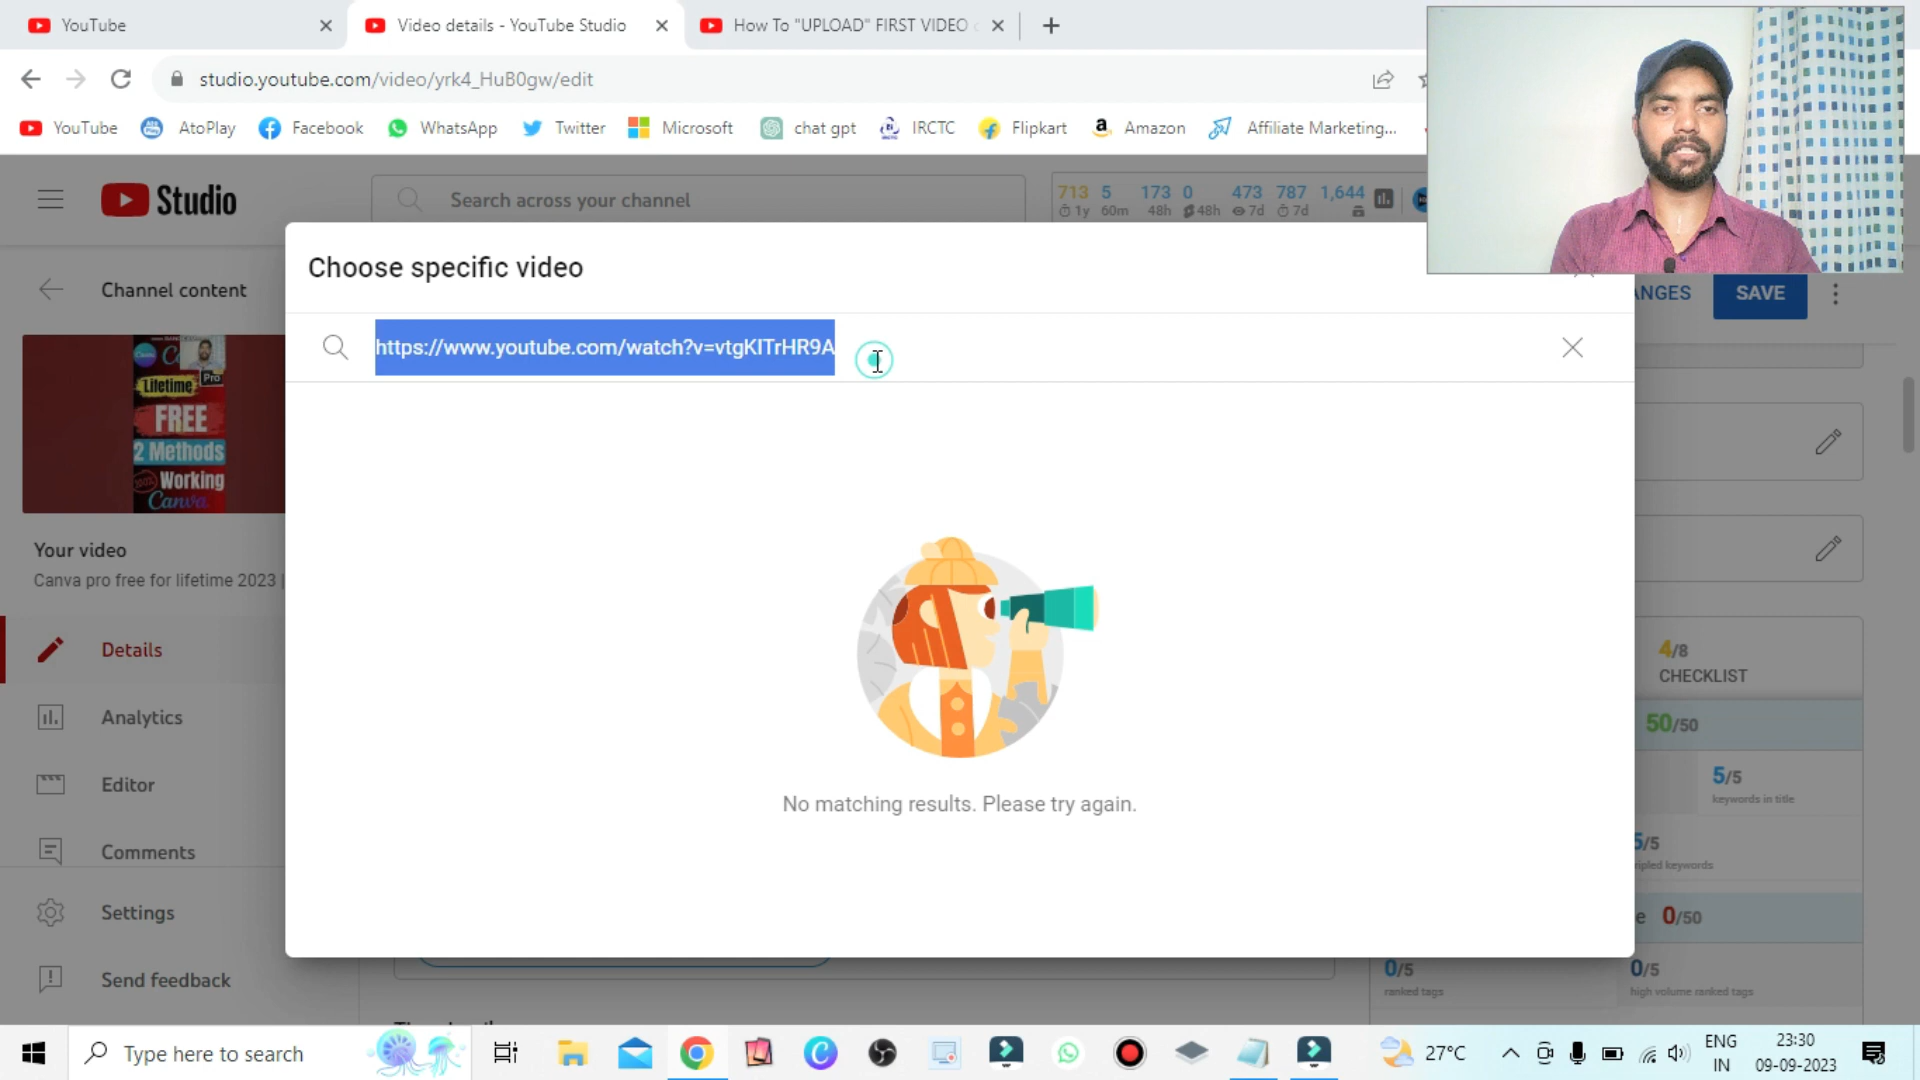 YouTube
Video details - YouTube Studio
How To "UPLOAD" FIRST VIDEO
studio.youtube.com/video/yrk4_HuB0gw/edit
YouTube AtoPlay Facebook WhatsApp Twitter Microsoft chat gpt IRCTC Flipkart Amazon Affiliate Marketing...
Studio
Search across your channel
713 5 173 0 473 787 1,644
1y 60m 48h 48h 7d 7d
Choose specific video
Channel content
ANGES
SAVE
https://www.youtube.com/watch?v=vtgKITrHR9A
Lifetime
Pro
FREE
2 Methods
100% Working
Canva
Your video
Canva pro free for lifetime 2023 |
Details
4/8
CHECKLIST
Analytics
50/50
5/5
keywords in title
Editor
No matching results. Please try again.
Comments
5/5
ripled keywords
Settings
e 0/50
Send feedback
0/5
ranked tags
0/5
high volume ranked tags
Type here to search
27°C
ENG
IN
23:30
09-09-2023